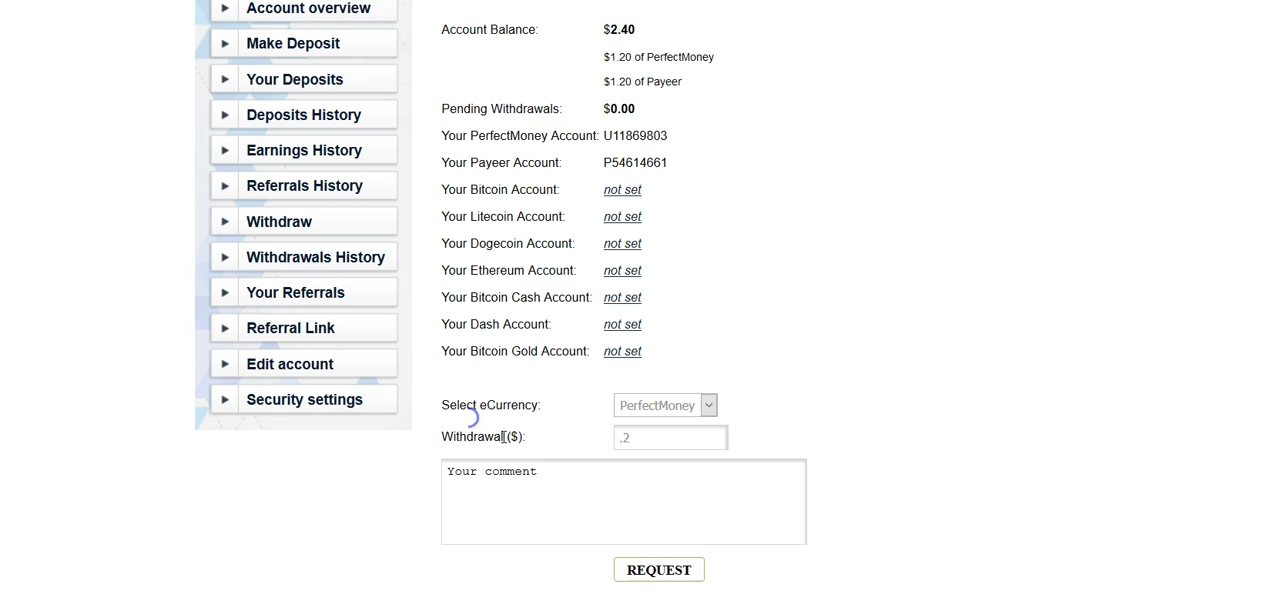 Account overview
Make Deposit
Your Deposits
Deposits History
Earnings History
Referrals History
Withdraw
Withdrawals History
Your Referrals
Referral Link
Edit account
Security settings
Account Balance: $2.40
$1.20 of PerfectMoney
$1.20 of Payeer
Pending Withdrawals: $0.00
Your PerfectMoney Account: U11869803
Your Payeer Account: P54614661
Your Bitcoin Account: not set
Your Litecoin Account: not set
Your Dogecoin Account: not set
Your Ethereum Account: not set
Your Bitcoin Cash Account: not set
Your Dash Account: not set
Your Bitcoin Gold Account: not set
Select eCurrency: PerfectMoney
Withdrawal($): .2
Your comment
REQUEST